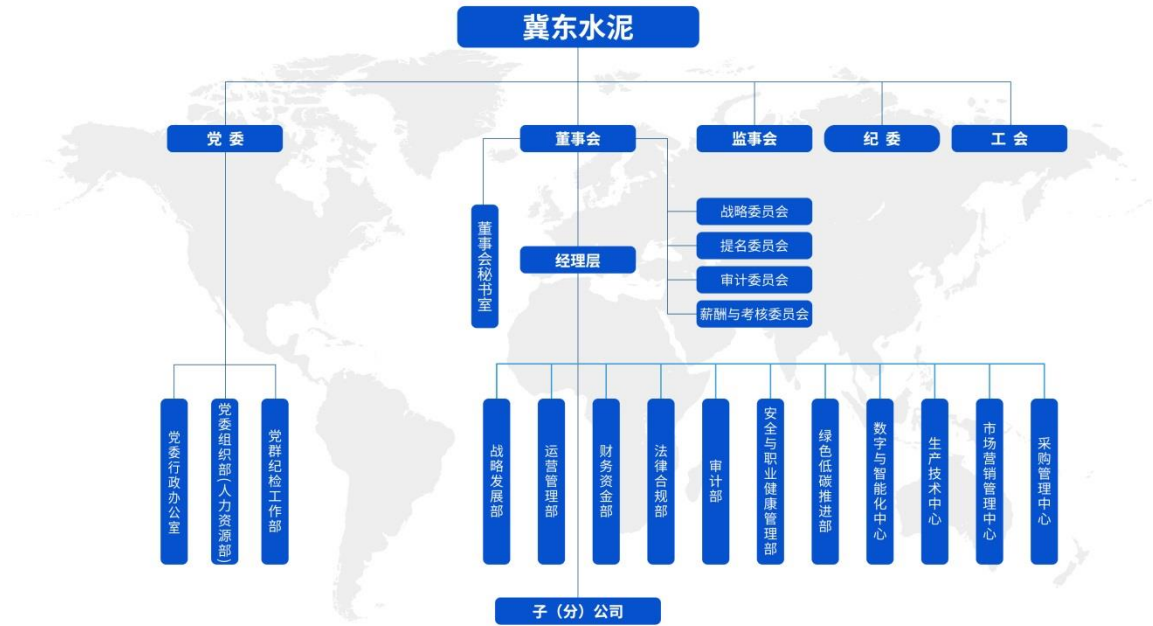 冀东水泥
党 委
董事会
监事会
纪 委
工 会
董事会秘书室
战略委员会
提名委员会
审计委员会
薪酬与考核委员会
经理层
党委行政办公室
党委组织部(人力资源部)
党群纪检工作部
战略发展部
运营管理部
财务资金部
法律合规部
审计部
安全与职业健康管理部
绿色低碳推进部
数字与智能化中心
生产技术中心
市场营销管理中心
采购管理中心
子（分）公司